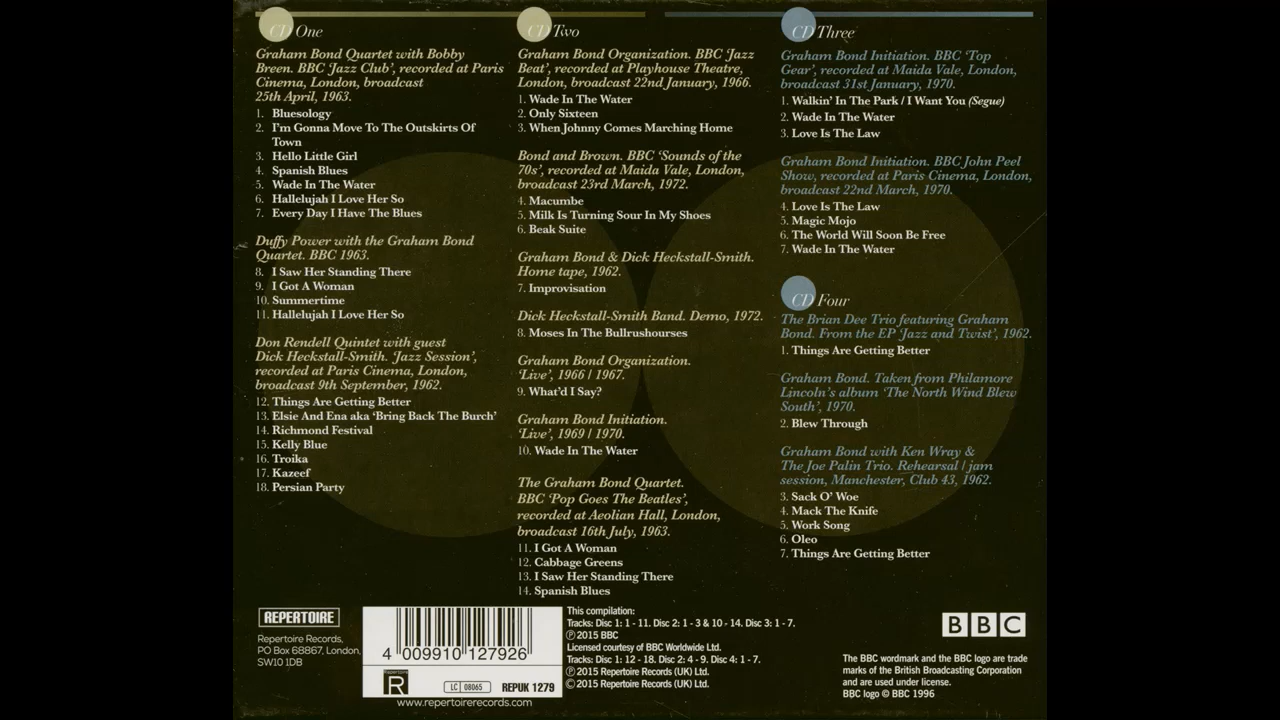 CD One
Graham Bond Quartet with Bobby
Breen. BBC 'Jazz Club', recorded at Paris
Cinema, London, broadcast
25th April, 1963.
1. Bluesology
2. I'm Gonna Move To The Outskirts Of
Town
3. Hello Little Girl
4. Spanish Blues
5. Wade In The Water
6. Hallelujah I Love Her So
7. Every Day I Have The Blues
Duffy Power with the Graham Bond
Quartet. BBC 1963.
8. I Saw Her Standing There
9. I Got A Woman
10. Summertime
11. Hallelujah I Love Her So
Don Rendell Quintet with guest
Dick Heckstall-Smith. 'Jazz Session',
recorded at Paris Cinema, London,
broadcast 9th September, 1962.
12. Things Are Getting Better
13. Elsie And Ena aka 'Bring Back The Burch'
14. Richmond Festival
15. Kelly Blue
16. Troika
17. Kazeef
18. Persian Party
CD Two
Graham Bond Organization. BBC 'Jazz
Beat', recorded at Playhouse Theatre,
London, broadcast 22nd January, 1966.
1. Wade In The Water
2. Only Sixteen
3. When Johnny Comes Marching Home
Bond and Brown. BBC 'Sounds of the
70s', recorded at Maida Vale, London,
broadcast 23rd March, 1972.
4. Macumbe
5. Milk Is Turning Sour In My Shoes
6. Beak Suite
Graham Bond & Dick Heckstall-Smith.
Home tape, 1962.
7. Improvisation
Dick Heckstall-Smith Band. Demo, 1972.
8. Moses In The Bullrushourses
Graham Bond Organization.
'Live', 1966 / 1967.
9. What'd I Say?
Graham Bond Initiation.
'Live', 1969 / 1970.
10. Wade In The Water
The Graham Bond Quartet.
BBC 'Pop Goes The Beatles',
recorded at Aeolian Hall, London,
broadcast 16th July, 1963.
11. I Got A Woman
12. Cabbage Greens
13. I Saw Her Standing There
14. Spanish Blues
CD Three
Graham Bond Initiation. BBC 'Top
Gear', recorded at Maida Vale, London,
broadcast 31st January, 1970.
1. Walkin' In The Park / I Want You (Segue)
2. Wade In The Water
3. Love Is The Law
Graham Bond Initiation. BBC John Peel
Show, recorded at Paris Cinema, London,
broadcast 22nd March, 1970.
4. Love Is The Law
5. Magic Mojo
6. The World Will Soon Be Free
7. Wade In The Water
CD Four
The Brian Dee Trio featuring Graham
Bond. From the EP 'Jazz and Twist', 1962.
1. Things Are Getting Better
Graham Bond. Taken from Philamore
Lincoln's album 'The North Wind Blew
South', 1970.
2. Blew Through
Graham Bond with Ken Wray &
The Joe Palin Trio. Rehearsal / jam
session, Manchester, Club 43, 1962.
3. Sack O' Woe
4. Mack The Knife
5. Work Song
6. Oleo
7. Things Are Getting Better
REPERTOIRE
Repertoire Records,
PO Box 68867, London,
SW10 1DB
4 009910 127926
Repertoire
R
LC 08065
REPUK 1279
www.repertoirerecords.com
This compilation:
Tracks: Disc 1: 1 - 11. Disc 2: 1 - 3 & 10 - 14. Disc 3: 1 - 7.
℗ 2015 BBC
Licensed courtesy of BBC Worldwide Ltd.
Tracks: Disc 1: 12 - 18. Disc 2: 4 - 9. Disc 4: 1 - 7.
℗ 2015 Repertoire Records (UK) Ltd.
© 2015 Repertoire Records (UK) Ltd.
BBC
The BBC wordmark and the BBC logo are trade
marks of the British Broadcasting Corporation
and are used under license.
BBC logo © BBC 1996